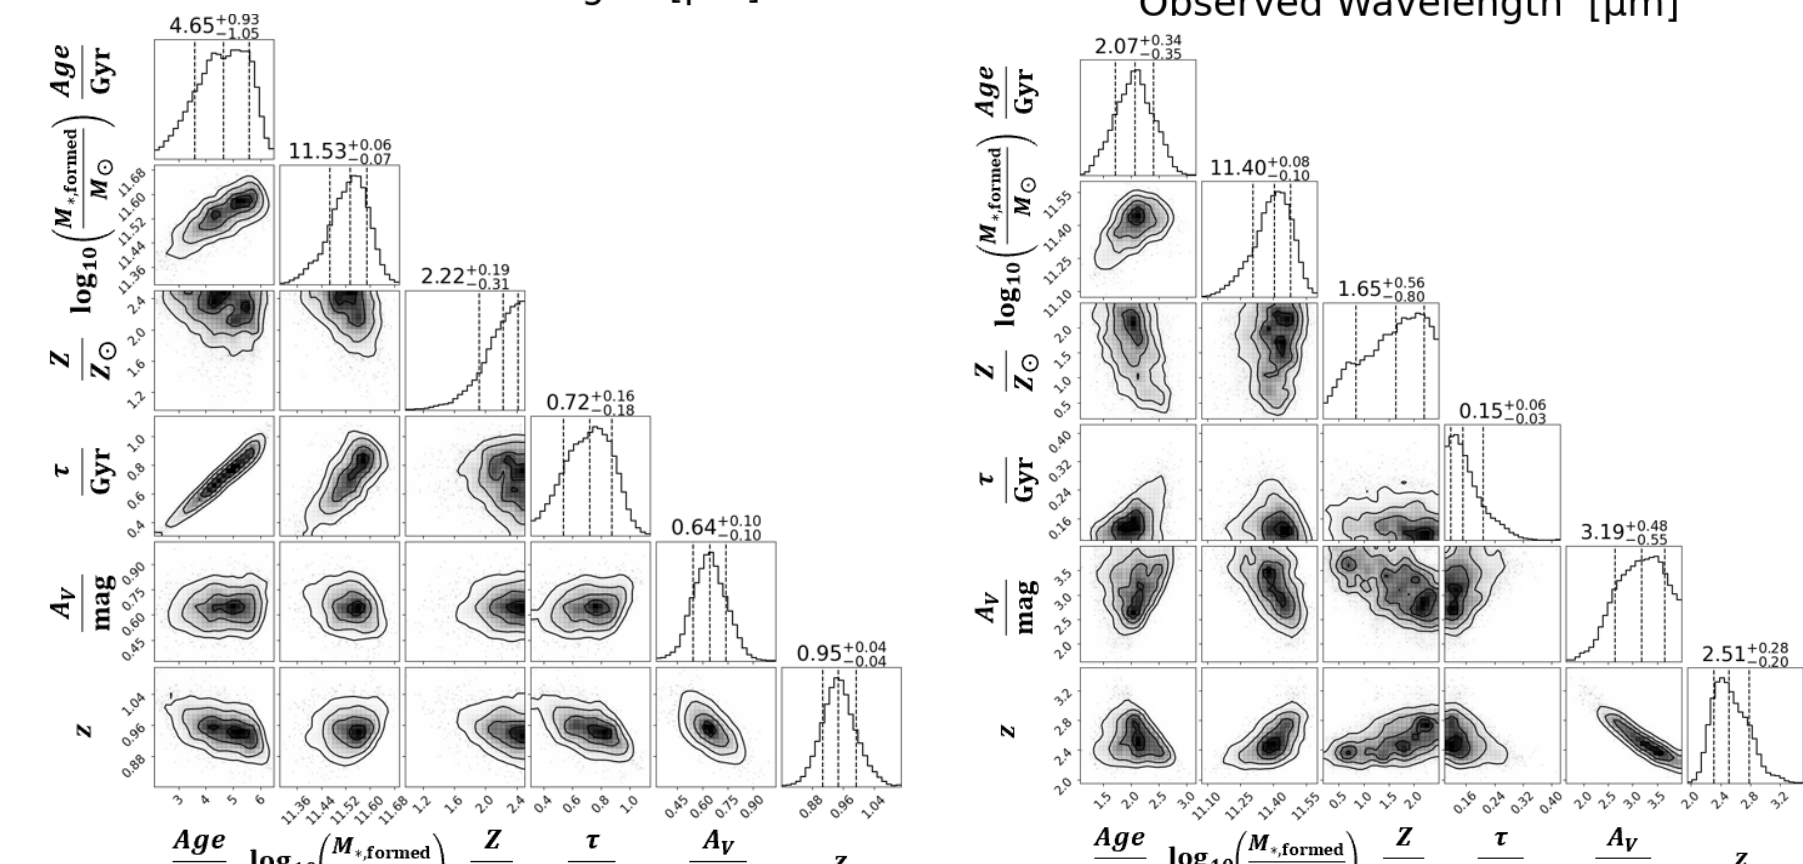 Observed Wavelength [μm]
4.65+0.93−1.05
Age/Gyr
11.53+0.06−0.07
log10(M*,formed/M⊙)
11.68
11.60
11.52
11.44
11.36
2.22+0.19−0.31
Z/Z⊙
2.4
2.0
1.6
1.2
0.72+0.16−0.18
τ/Gyr
1.0
0.8
0.6
0.4
0.64+0.10−0.10
AV/mag
0.90
0.75
0.60
0.45
0.95+0.04−0.04
z
1.04
0.96
0.88
3 4 5 6
11.36 11.44 11.52 11.60 11.68
1.2 1.6 2.0 2.4
0.4 0.6 0.8 1.0
0.45 0.60 0.75 0.90
0.88 0.96 1.04
Age log10(M*,formed) Z τ AV z
2.07+0.34−0.35
Age/Gyr
11.40+0.08−0.10
log10(M*,formed/M⊙)
11.55
11.40
11.25
11.10
1.65+0.56−0.80
Z/Z⊙
2.0
1.5
1.0
0.5
0.15+0.06−0.03
τ/Gyr
0.40
0.32
0.24
0.16
3.19+0.48−0.55
AV/mag
3.5
3.0
2.5
2.0
2.51+0.28−0.20
z
3.2
2.8
2.4
2.0
1.5 2.0 2.5 3.0
11.10 11.25 11.40 11.55
0.5 1.0 1.5 2.0
0.16 0.24 0.32 0.40
2.0 2.5 3.0 3.5
2.0 2.4 2.8 3.2
Age log10(M*,formed) Z τ AV z